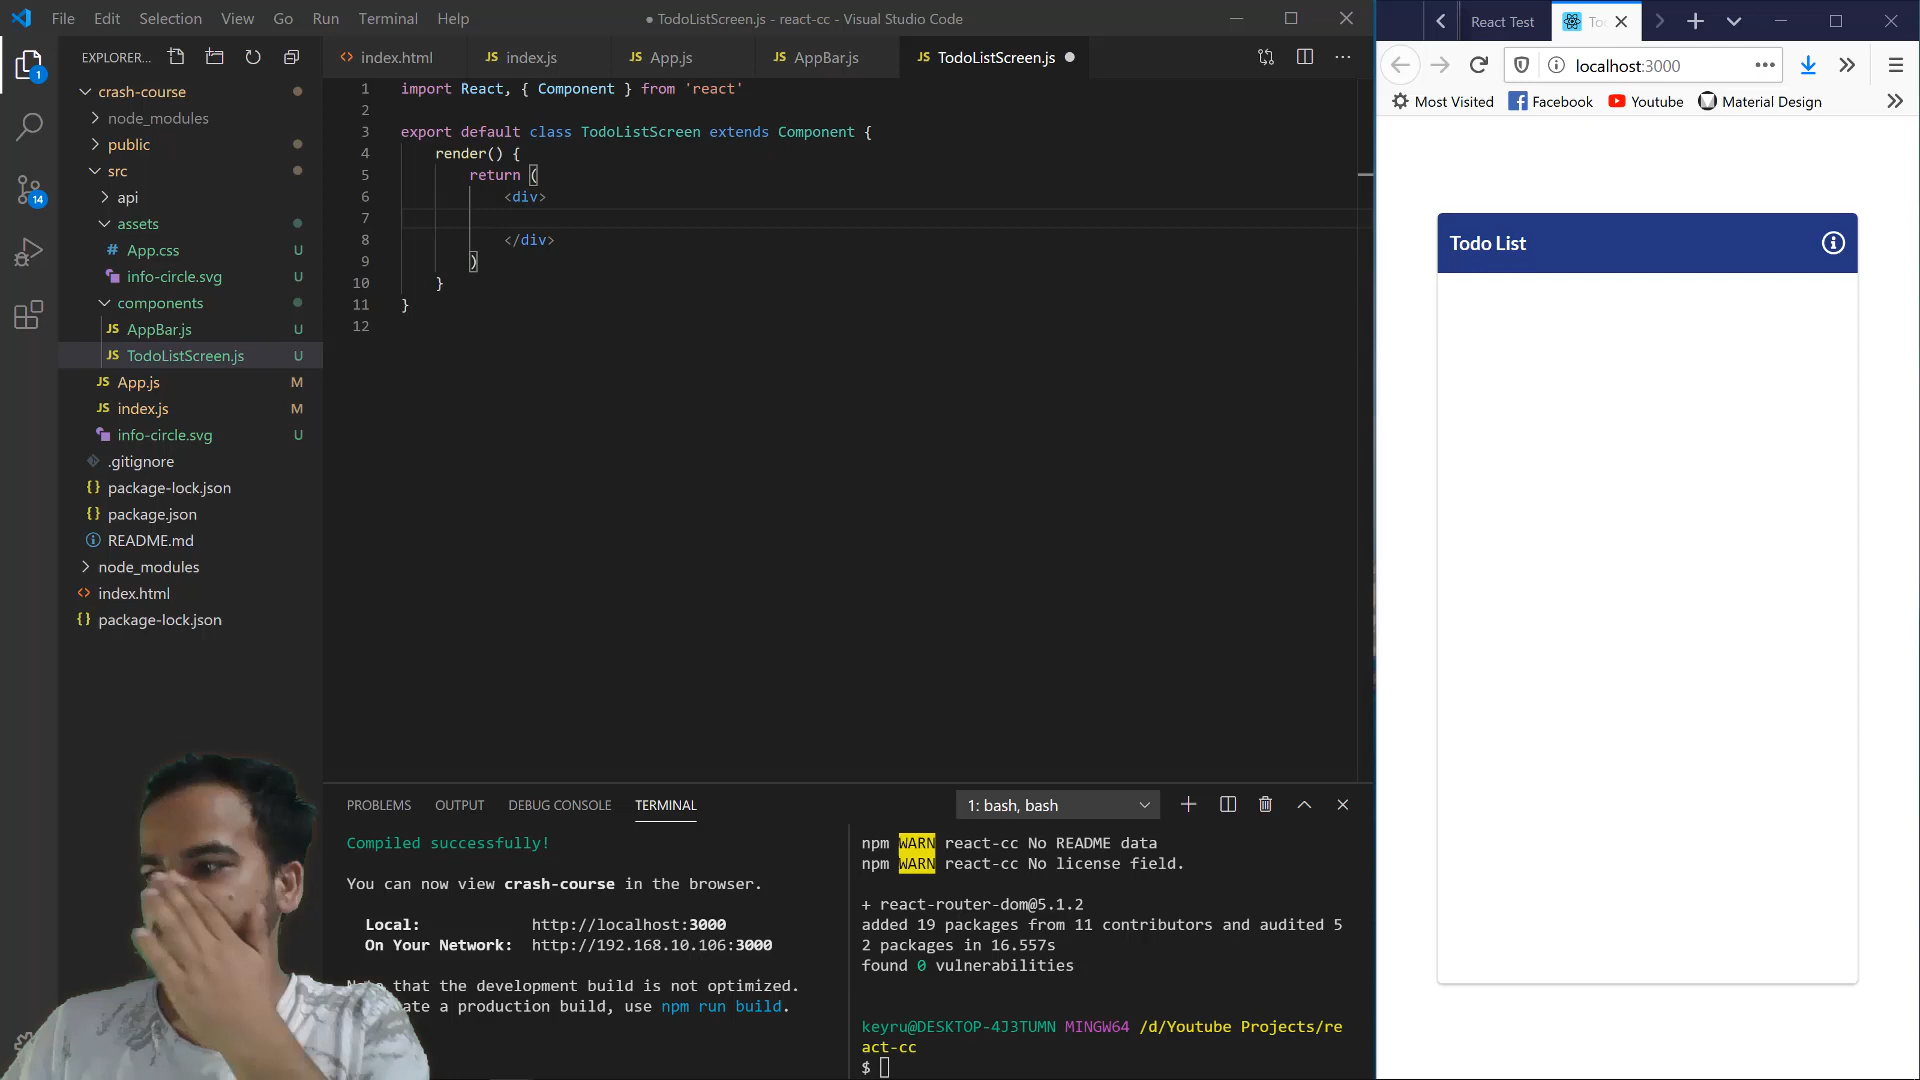 File Edit Selection View Go Run Terminal Help
● TodoListScreen.js - react-cc - Visual Studio Code
EXPLORER...
1
14
crash-course
node_modules
public
src
api
assets
# App.css U
info-circle.svg U
components
JS AppBar.js U
JS TodoListScreen.js U
JS App.js M
JS index.js M
info-circle.svg U
.gitignore
{} package-lock.json
{} package.json
README.md
node_modules
<> index.html
{} package-lock.json
<> index.html JS index.js JS App.js JS AppBar.js JS TodoListScreen.js ●
1 import React, { Component } from 'react'
2
3 export default class TodoListScreen extends Component {
4 render() {
5 return (
6 <div>
7
8 </div>
9 )
10 }
11 }
12
PROBLEMS OUTPUT DEBUG CONSOLE TERMINAL
1: bash, bash
Compiled successfully!
You can now view crash-course in the browser.
Local: http://localhost:3000
On Your Network: http://192.168.10.106:3000
that the development build is not optimized.
a production build, use npm run build.
npm WARN react-cc No README data
npm WARN react-cc No license field.
+ react-router-dom@5.1.2
added 19 packages from 11 contributors and audited 5
2 packages in 16.557s
found 0 vulnerabilities
keyru@DESKTOP-4J3TUMN MINGW64 /d/Youtube Projects/re
act-cc
$
React Test
localhost:3000
Most Visited Facebook Youtube Material Design
Todo List